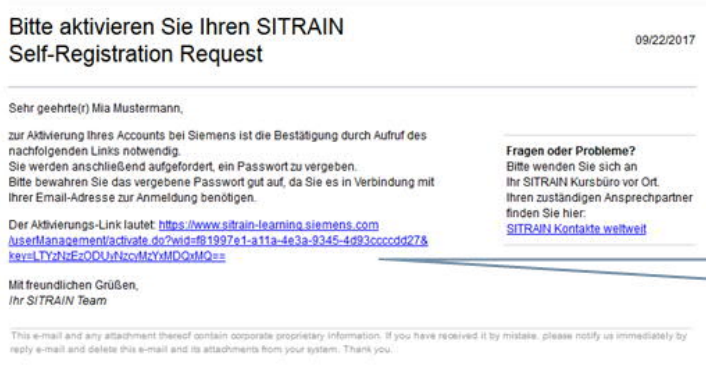 Bitte aktivieren Sie Ihren SITRAIN
Self-Registration Request
09/22/2017
Sehr geehrte(r) Mia Mustermann,
zur Aktivierung Ihres Accounts bei Siemens ist die Bestätigung durch Aufruf des
nachfolgenden Links notwendig.
Sie werden anschließend aufgefordert, ein Passwort zu vergeben.
Bitte bewahren Sie das vergebene Passwort gut auf, da Sie es in Verbindung mit
Ihrer Email-Adresse zur Anmeldung benötigen.
Der Aktivierungs-Link lautet: https://www.sitrain-learning.siemens.com
/userManagement/activate.do?wid=f81997e1-a11a-4e3a-9345-4d93ccccdd27&
key=LTYzNzEzODUvNzcyMzYxMDQxMQ==
Mit freundlichen Grüßen,
Ihr SITRAIN Team
Fragen oder Probleme?
Bitte wenden Sie sich an
Ihr SITRAIN Kursbüro vor Ort.
Ihren zuständigen Ansprechpartner
finden Sie hier:
SITRAIN Kontakte weltweit
This e-mail and any attachment thereof contain corporate proprietary information. If you have received it by mistake, please notify us immediately by
reply e-mail and delete this e-mail and its attachments from your system. Thank you.